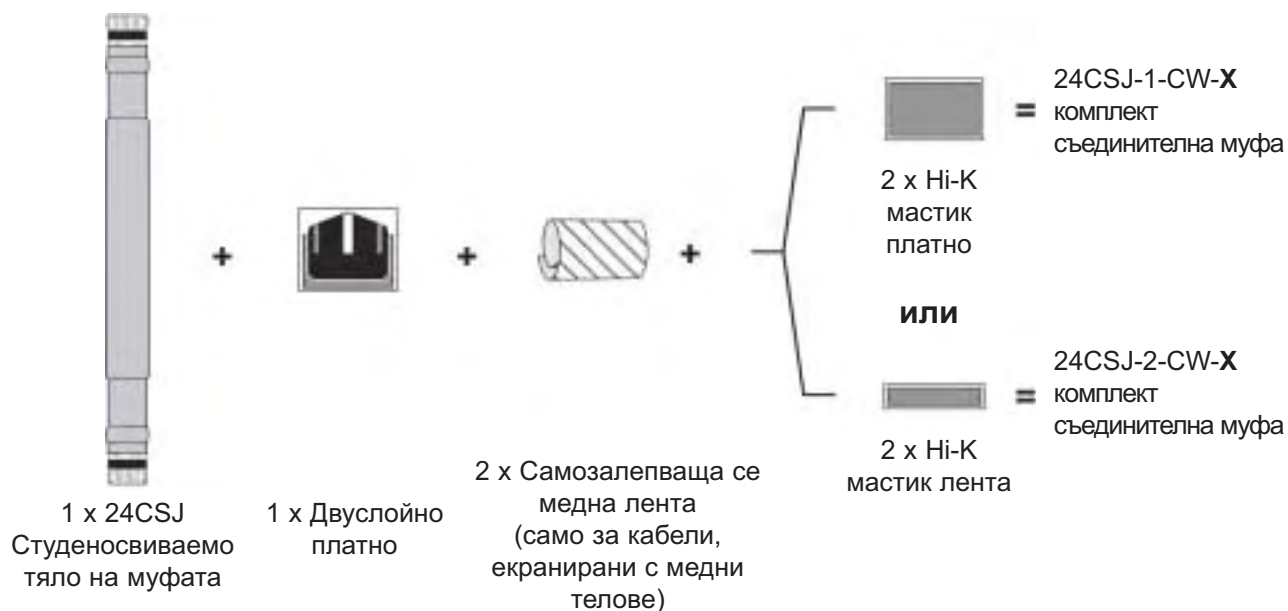 1 x 24CSJ
Студеносвиваемо
тяло на муфата
+
1 x Двуслойно
платно
+
2 x Самозалепваща се
медна лента
(само за кабели,
екранирани с медни
телове)
+
2 x Hi-K
мастик
платно
=
24CSJ-1-CW-X
комплект
съединителна муфа
или
2 x Hi-K
мастик лента
=
24CSJ-2-CW-X
комплект
съединителна муфа